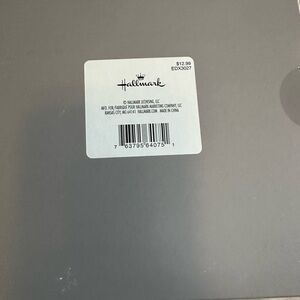 $12.99
EDX3027
Hallmark
© HALLMARK LICENSING, LLC
MFD. FOR/FABRIQUÉ POUR HALLMARK MARKETING COMPANY, LLC
KANSAS CITY, MO 64141 HALLMARK.COM MADE IN CHINA
7 63795 64075 1